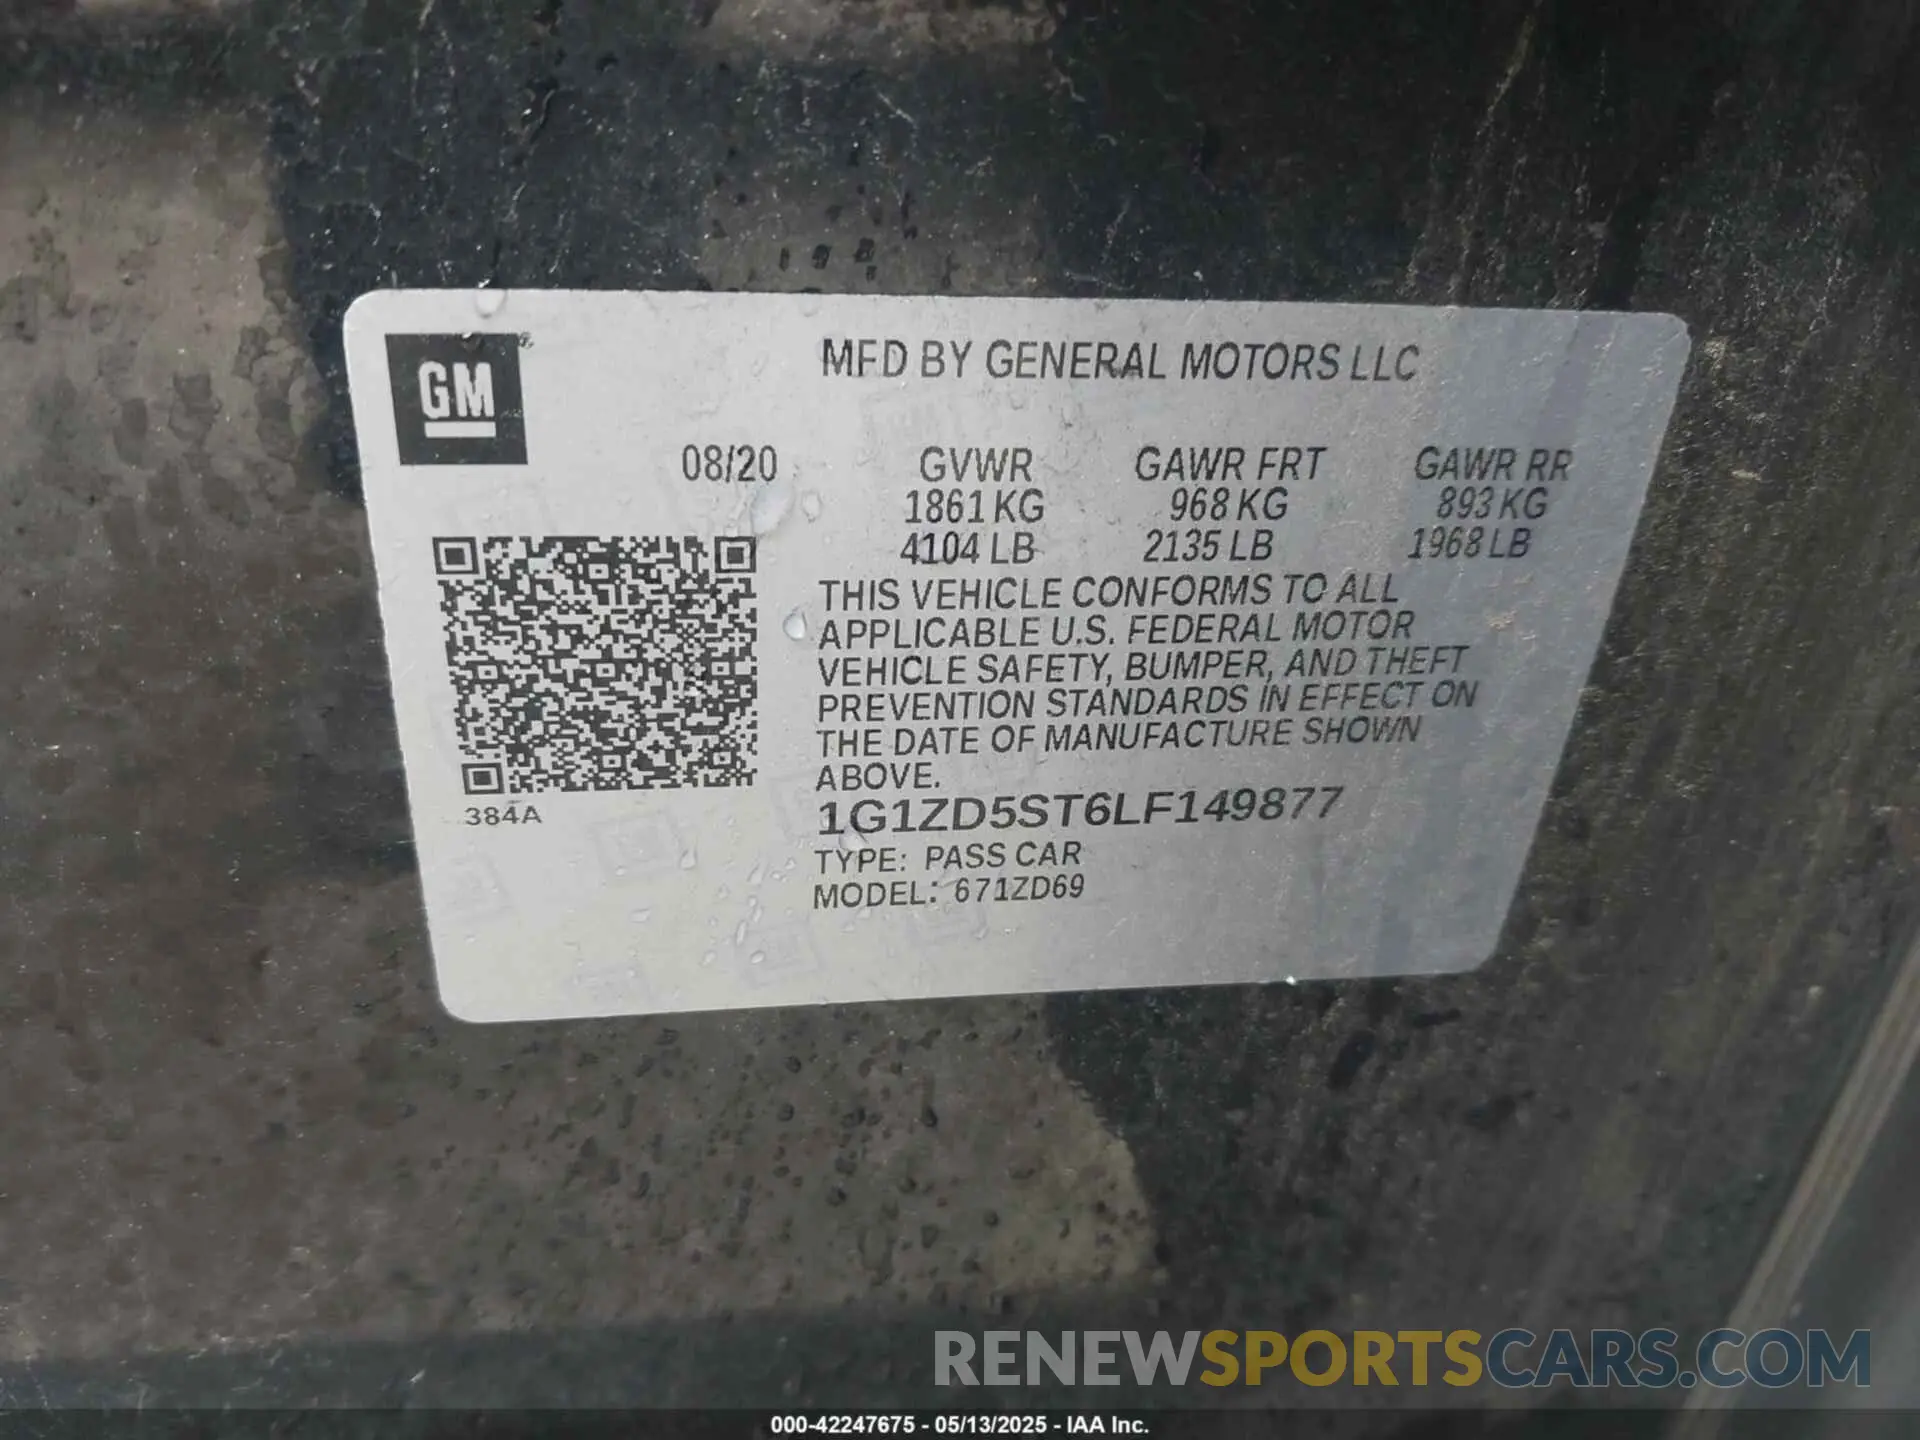 GM
MFD BY GENERAL MOTORS LLC
08/20 GVWR GAWR FRT GAWR RR
1861 KG 968 KG 893 KG
4104 LB 2135 LB 1968 LB
THIS VEHICLE CONFORMS TO ALL
APPLICABLE U.S. FEDERAL MOTOR
VEHICLE SAFETY, BUMPER, AND THEFT
PREVENTION STANDARDS IN EFFECT ON
THE DATE OF MANUFACTURE SHOWN
ABOVE.
384A
1G1ZD5ST6LF149877
TYPE: PASS CAR
MODEL: 671ZD69
RENEWSPORTSCARS.COM
000-42247675 - 05/13/2025 - IAA Inc.